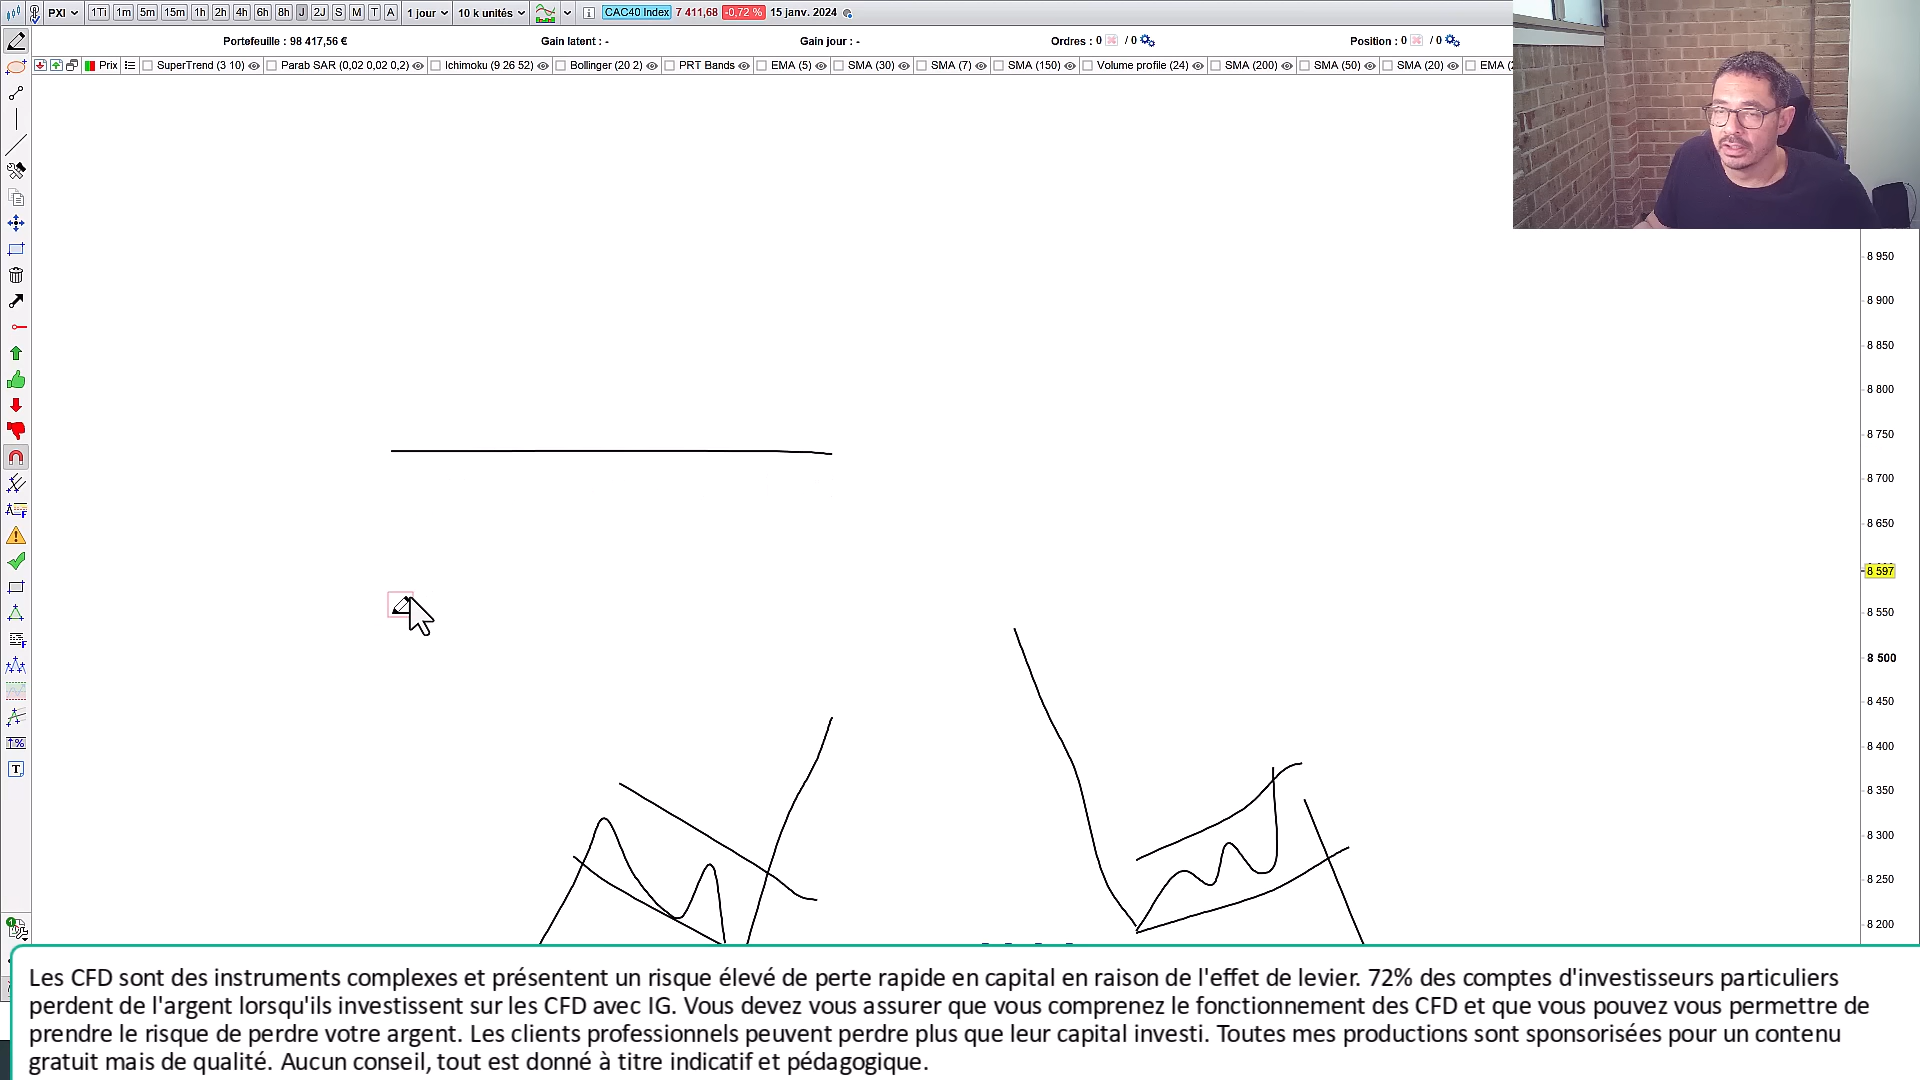 PXI 1Ti 1m 5m 15m 1h 2h 4h 6h 8h J 2J S M T A 1 jour 10 k unités CAC40 Index 7 411,68 -0,72 % 15 janv. 2024
Portefeuille : 98 417,56 € Gain latent : - Gain jour : - Ordres : 0 / 0 Position : 0 / 0
Prix SuperTrend (3 10) Parab SAR (0,02 0,02 0,2) Ichimoku (9 26 52) Bollinger (20 2) PRT Bands EMA (5) SMA (30) SMA (7) SMA (150) Volume profile (24) SMA (200) SMA (50) SMA (20) EMA (
8 950
8 900
8 850
8 800
8 750
8 700
8 650
8 597
8 550
8 500
8 450
8 400
8 350
8 300
8 250
8 200
Les CFD sont des instruments complexes et présentent un risque élevé de perte rapide en capital en raison de l'effet de levier. 72% des comptes d'investisseurs particuliers
perdent de l'argent lorsqu'ils investissent sur les CFD avec IG. Vous devez vous assurer que vous comprenez le fonctionnement des CFD et que vous pouvez vous permettre de
prendre le risque de perdre votre argent. Les clients professionnels peuvent perdre plus que leur capital investi. Toutes mes productions sont sponsorisées pour un contenu
gratuit mais de qualité. Aucun conseil, tout est donné à titre indicatif et pédagogique.